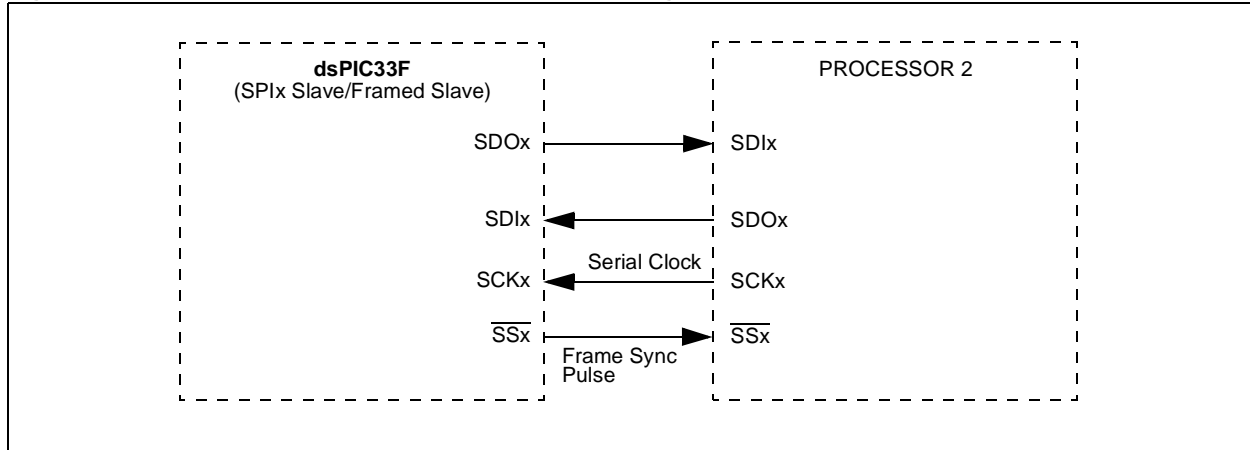 dsPIC33F
(SPIx Slave/Framed Slave)
PROCESSOR 2
SDOx
SDIx
SDIx
SDOx
Serial Clock
SCKx
SCKx
SSx
SSx
Frame Sync
Pulse